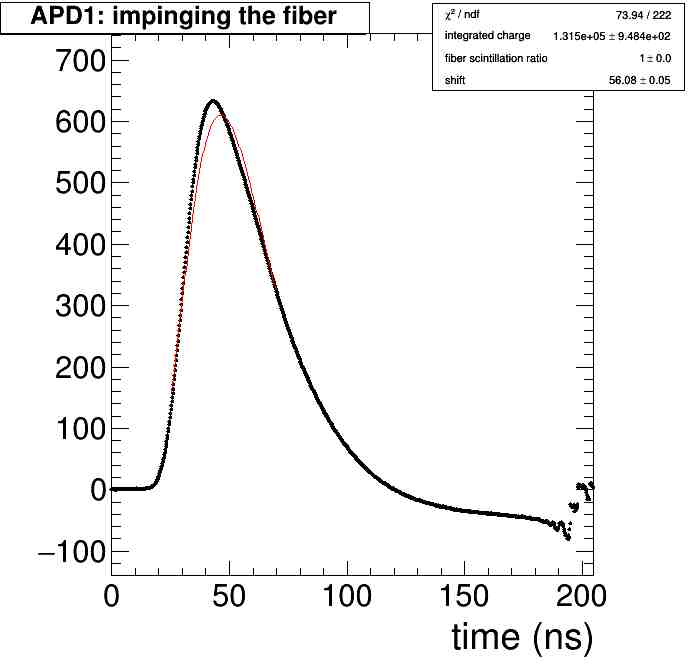 APD1: impinging the fiber
χ² / ndf 73.94 / 222
integrated charge 1.315e+05 ± 9.484e+02
fiber scintillation ratio 1 ± 0.0
shift 56.08 ± 0.05
700
600
500
400
300
200
100
0
−100
0 50 100 150 200
time (ns)